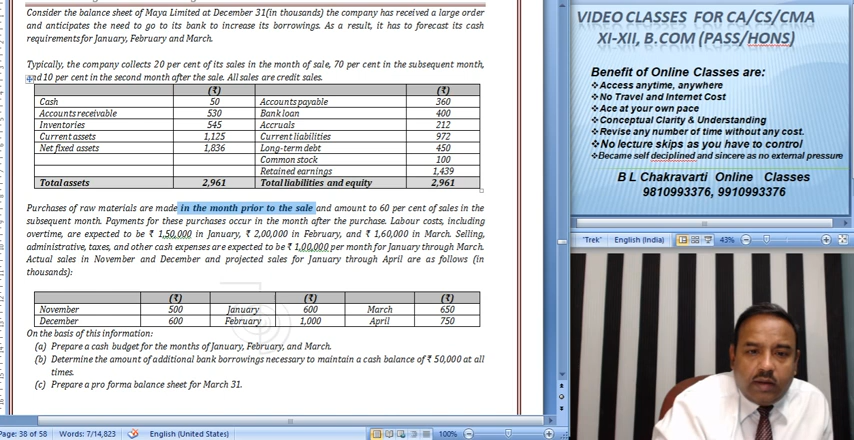 Consider the balance sheet of Maya Limited at December 31(in thousands) the company has received a large order
and anticipates the need to go to its bank to increase its borrowings. As a result, it has to forecast its cash
requirements for January, February and March.
Typically, the company collects 20 per cent of its sales in the month of sale, 70 per cent in the subsequent month,
and 10 per cent in the second month after the sale. All sales are credit sales.
(₹) (₹)
Cash 50 Accounts payable 360
Accounts receivable 530 Bank loan 400
Inventories 545 Accruals 212
Current assets 1,125 Current liabilities 972
Net fixed assets 1,836 Long-term debt 450
Common stock 100
Retained earnings 1,439
Total assets 2,961 Total liabilities and equity 2,961
Purchases of raw materials are made in the month prior to the sale and amount to 60 per cent of sales in the
subsequent month. Payments for these purchases occur in the month after the purchase. Labour costs, including
overtime, are expected to be ₹ 1,50,000 in January, ₹ 2,00,000 in February, and ₹ 1,60,000 in March. Selling,
administrative, taxes, and other cash expenses are expected to be ₹ 1,00,000 per month for January through March.
Actual sales in November and December and projected sales for January through April are as follows (in
thousands):
(₹) (₹) (₹)
November 500 January 600 March 650
December 600 February 1,000 April 750
On the basis of this information:
(a) Prepare a cash budget for the months of January, February, and March.
(b) Determine the amount of additional bank borrowings necessary to maintain a cash balance of ₹ 50,000 at all
times.
(c) Prepare a pro forma balance sheet for March 31.
Page: 38 of 58 Words: 7/14,823 English (United States) 100%
VIDEO CLASSES FOR CA/CS/CMA
XI-XII, B.COM (PASS/HONS)
Benefit of Online Classes are:
❖Access anytime, anywhere
❖No Travel and Internet Cost
❖Ace at your own pace
❖Conceptual Clarity & Understanding
❖Revise any number of time without any cost.
❖No lecture skips as you have to control
❖Became self deciplined and sincere as no external pressure
B L Chakravarti Online Classes
9810993376, 9910993376
'Trek' English (India) 43%